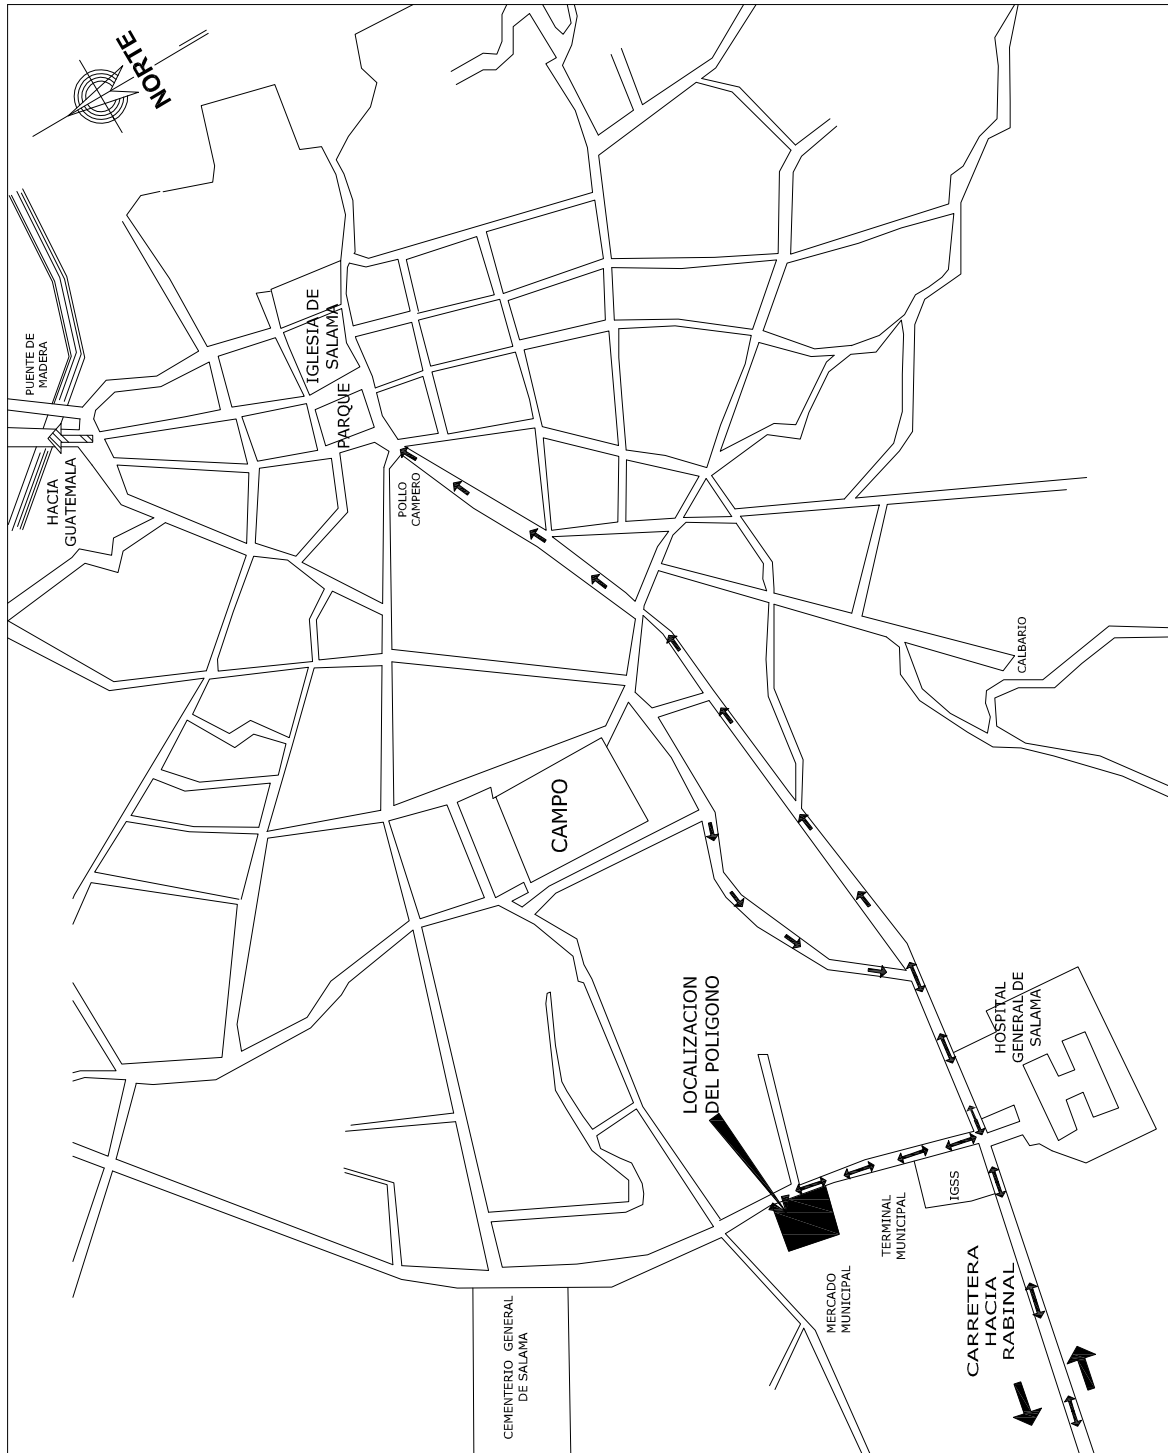 NORTE
PUENTE DE
MADERA
HACIA
GUATEMALA
IGLESIA DE
SALAMA
PARQUE
POLLO
CAMPERO
CALBARIO
CAMPO
LOCALIZACION
DEL POLIGONO
HOSPITAL
GENERAL DE
SALAMA
IGSS
TERMINAL
MUNICIPAL
MERCADO
MUNICIPAL
CARRETERA
HACIA
RABINAL
CEMENTERIO GENERAL
DE SALAMA